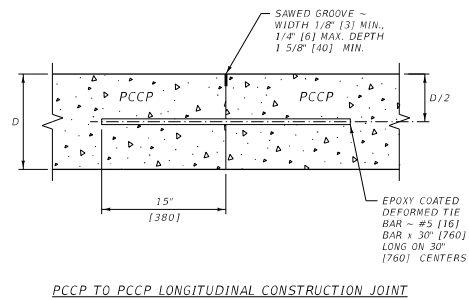 SAWED GROOVE ~
WIDTH 1/8" [3] MIN.,
1/4" [6] MAX. DEPTH
1 5/8" [40] MIN.
PCCP
PCCP
D
D/2
15"
[380]
EPOXY COATED
DEFORMED TIE
BAR ~ #5 [16]
BAR x 30" [760]
LONG ON 30"
[760] CENTERS
PCCP TO PCCP LONGITUDINAL CONSTRUCTION JOINT